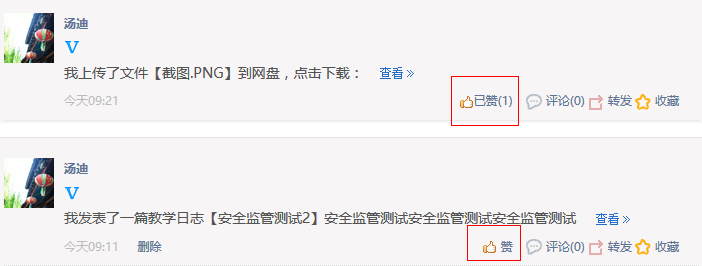 汤迪
V
我上传了文件【截图.PNG】到网盘，点击下载： 查看 »
今天09:21 已赞(1) 评论(0) 转发 收藏
汤迪
V
我发表了一篇教学日志【安全监管测试2】安全监管测试安全监管测试安全监管测试 查看 »
今天09:11 删除 赞 评论(0) 转发 收藏